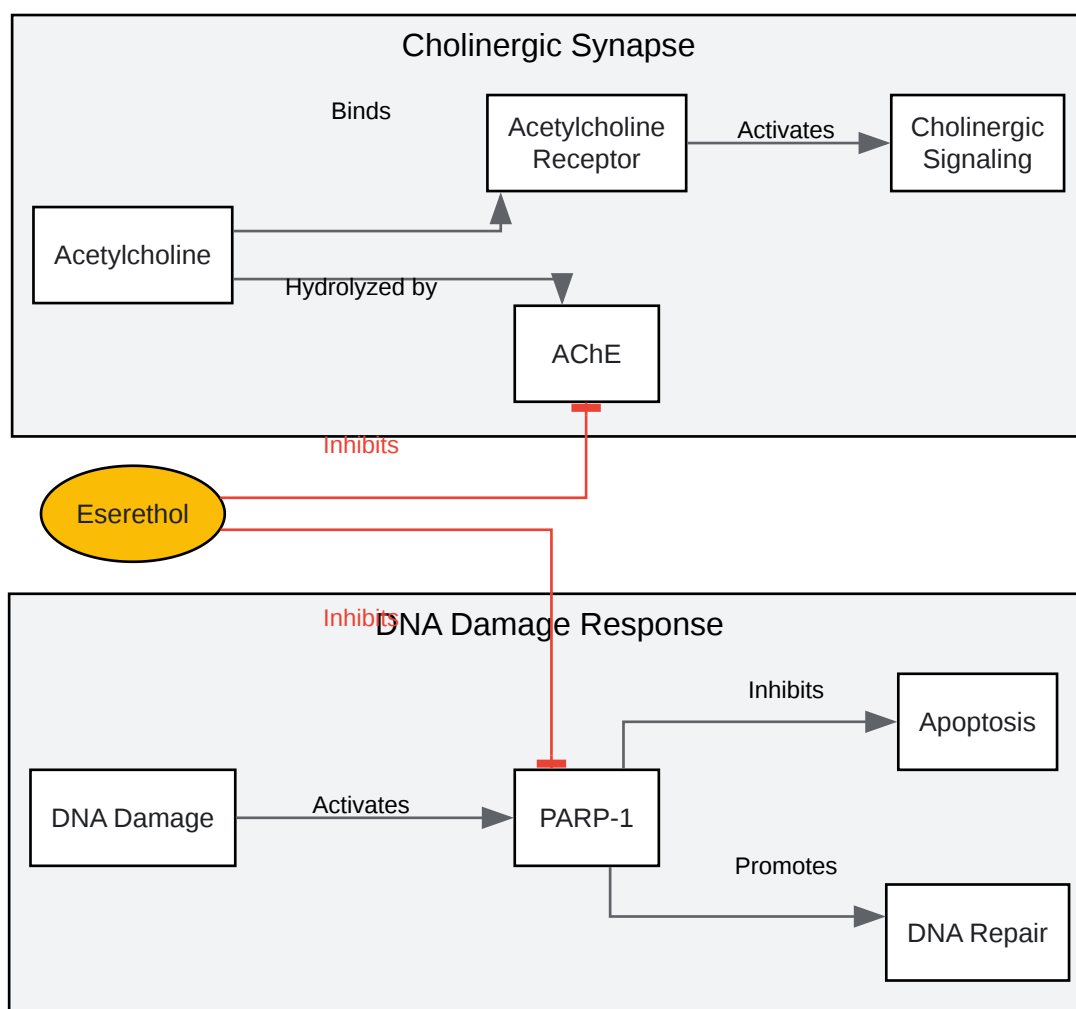 Cholinergic Synapse
Binds
Acetylcholine
Receptor
Activates
Cholinergic
Signaling
Acetylcholine
Hydrolyzed by
AChE
Inhibits
Eserethol
Inhibits
DNA Damage Response
Inhibits
Apoptosis
DNA Damage
Activates
PARP-1
Promotes
DNA Repair